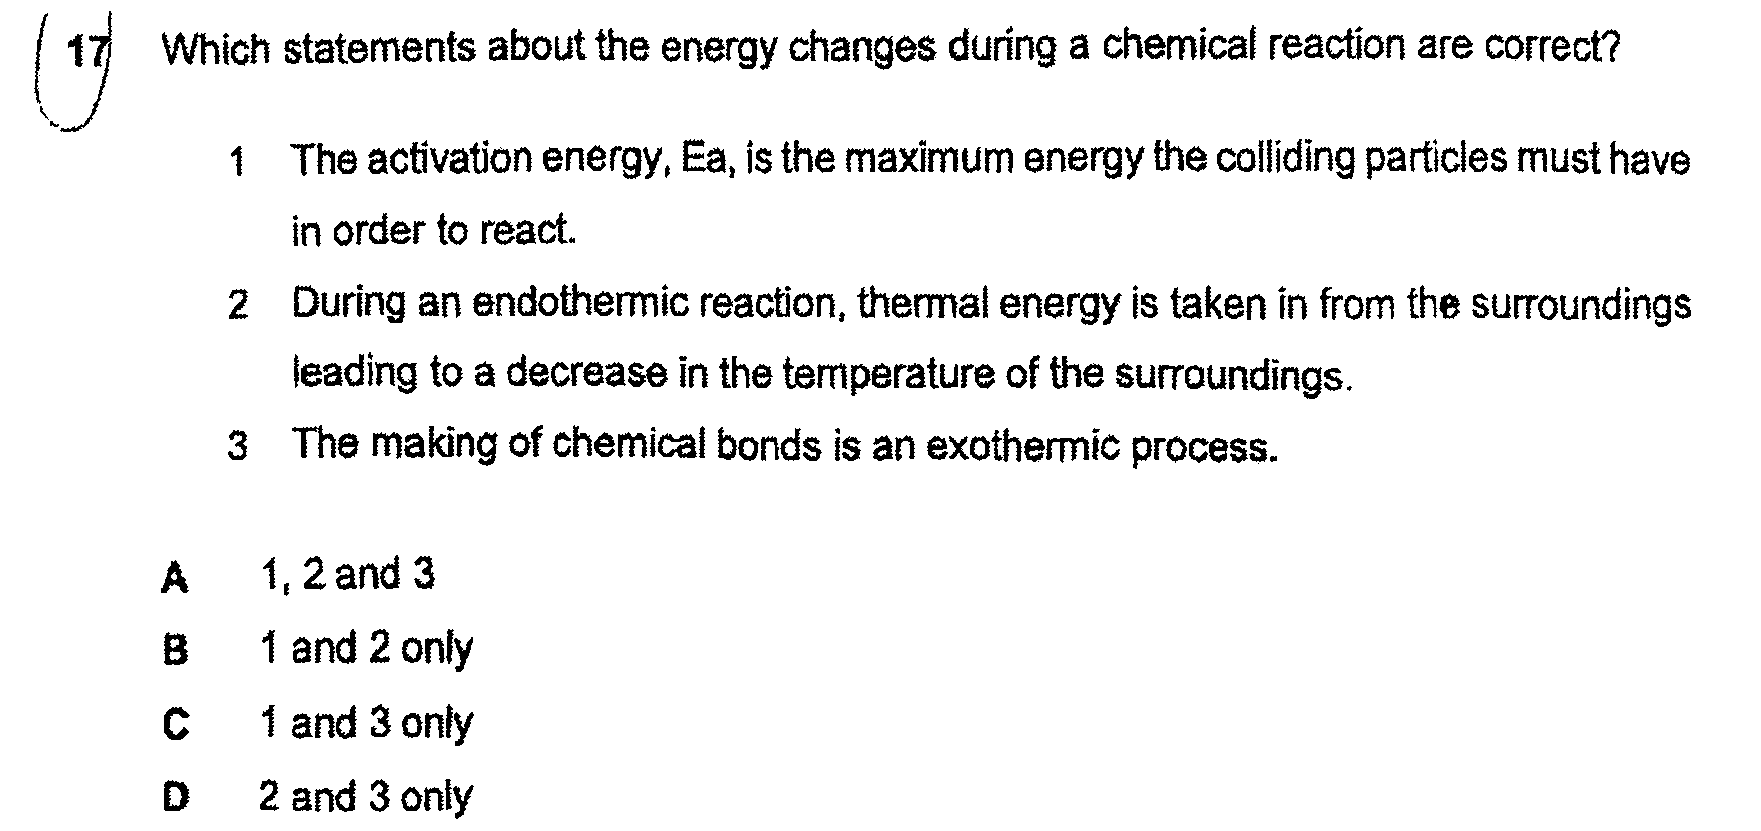 17 Which statements about the energy changes during a chemical reaction are correct?
1 The activation energy, Ea, is the maximum energy the colliding particles must have
in order to react.
2 During an endothermic reaction, thermal energy is taken in from the surroundings
leading to a decrease in the temperature of the surroundings.
3 The making of chemical bonds is an exothermic process.
A 1, 2 and 3
B 1 and 2 only
C 1 and 3 only
D 2 and 3 only